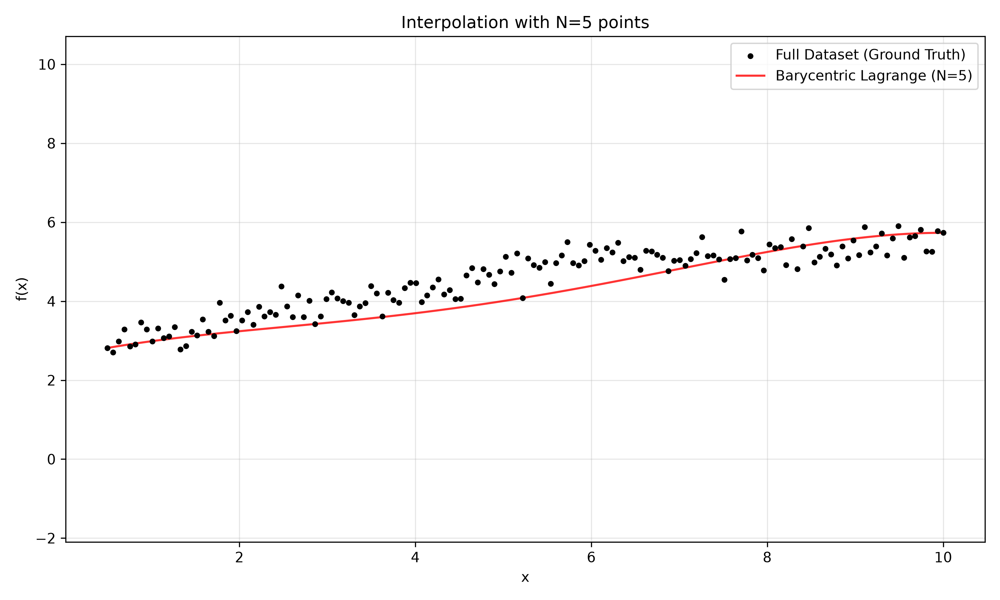 Interpolation with N=5 points
Full Dataset (Ground Truth)
Barycentric Lagrange (N=5)
10
8
6
4
2
0
−2
f(x)
2 4 6 8 10
x